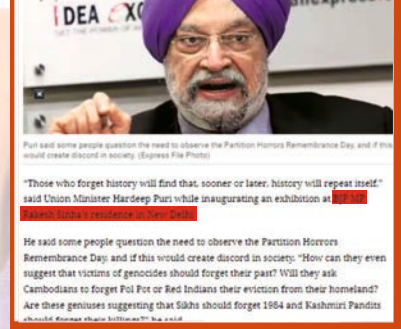 IDEA EXC
Puri said some people question the need to observe the Partition Horrors Remembrance Day, and if this
would create discord in society. (Express File Photo)
"Those who forget history will find that, sooner or later, history will repeat itself,"
said Union Minister Hardeep Puri while inaugurating an exhibition at BJP MP
Rakesh Sinha's residence in New Delhi.
He said some people question the need to observe the Partition Horrors
Remembrance Day, and if this would create discord in society. "How can they even
suggest that victims of genocides should forget their past? Will they ask
Cambodians to forget Pol Pot or Red Indians their eviction from their homeland?
Are these geniuses suggesting that Sikhs should forget 1984 and Kashmiri Pandits
should forget their killings?" he said.